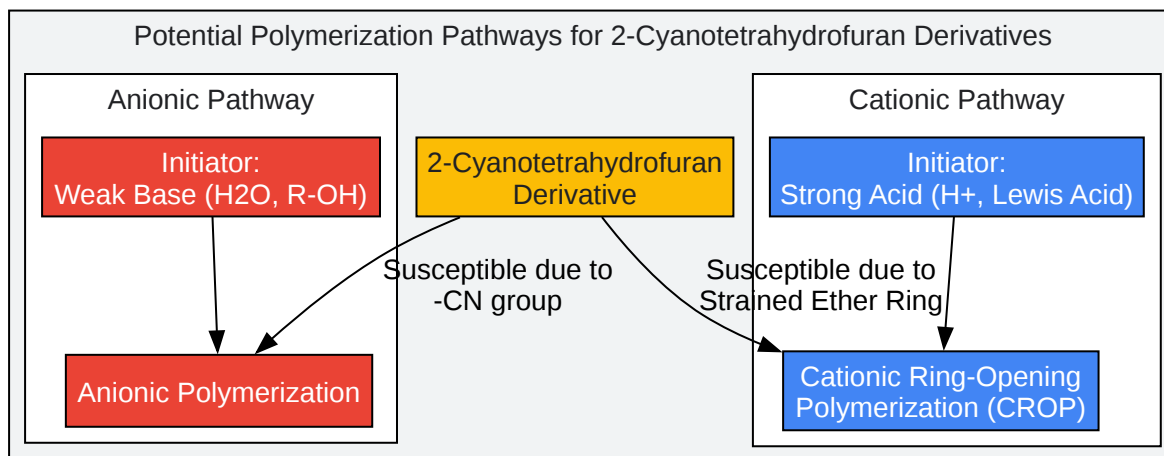 Potential Polymerization Pathways for 2-Cyanotetrahydrofuran Derivatives
Anionic Pathway
Initiator:
Weak Base (H2O, R-OH)
2-Cyanotetrahydrofuran
Derivative
Cationic Pathway
Initiator:
Strong Acid (H+, Lewis Acid)
Susceptible due to
-CN group
Susceptible due to
Strained Ether Ring
Anionic Polymerization
Cationic Ring-Opening
Polymerization (CROP)